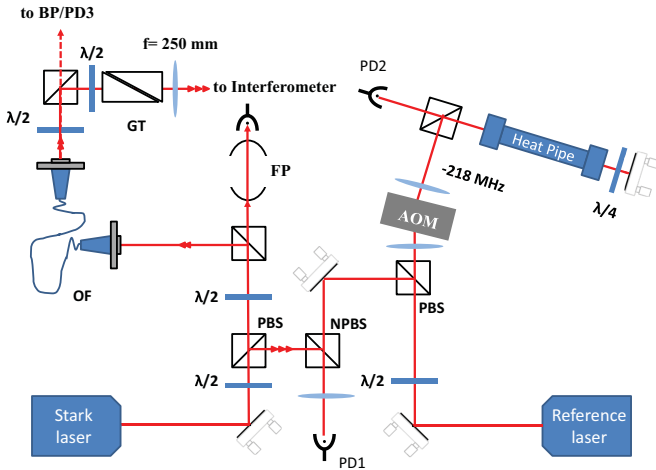 to BP/PD3
λ/2
f= 250 mm
to Interferometer
GT
λ/2
PD2
FP
Heat Pipe
-218 MHz
λ/4
AOM
OF
λ/2
PBS
NPBS
PBS
λ/2
λ/2
Stark
laser
Reference
laser
PD1